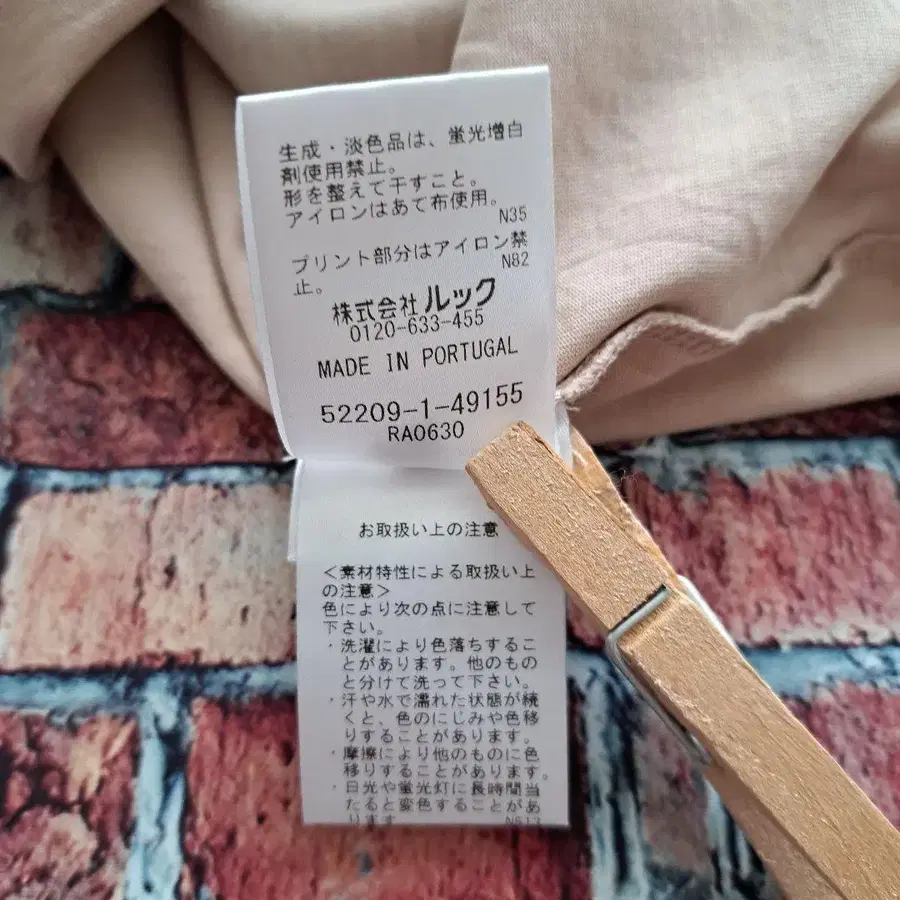 生成・淡色品は、蛍光増白
剤使用禁止。
形を整えて干すこと。
アイロンはあて布使用。
N35
プリント部分はアイロン禁
止。
N82
株式会社ルック
0120-633-455
MADE IN PORTUGAL
52209-1-49155
RA0630
お取扱い上の注意
＜素材特性による取扱い上
の注意＞
色により次の点に注意して
下さい。
・洗濯により色落ちするこ
とがあります。他のもの
と分けて洗って下さい。
・汗や水で濡れた状態が続
くと、色のにじみや色移
りすることがあります。
・摩擦により他のものに色
移りすることがあります。
・日光や蛍光灯に長時間当
たると変色することがあ
ります